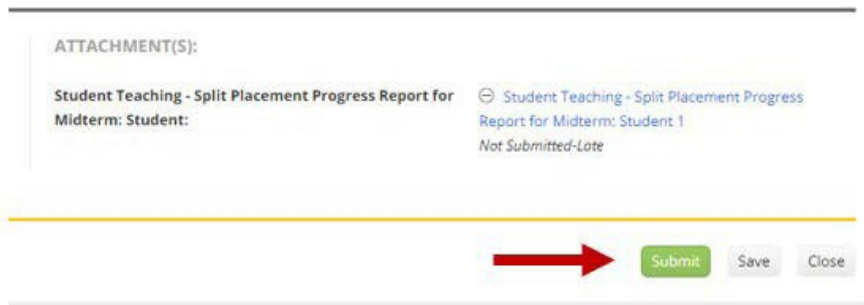 ATTACHMENT(S):
Student Teaching - Split Placement Progress Report for
Midterm: Student:
Student Teaching - Split Placement Progress
Report for Midterm: Student 1
Not Submitted-Late
Submit Save Close